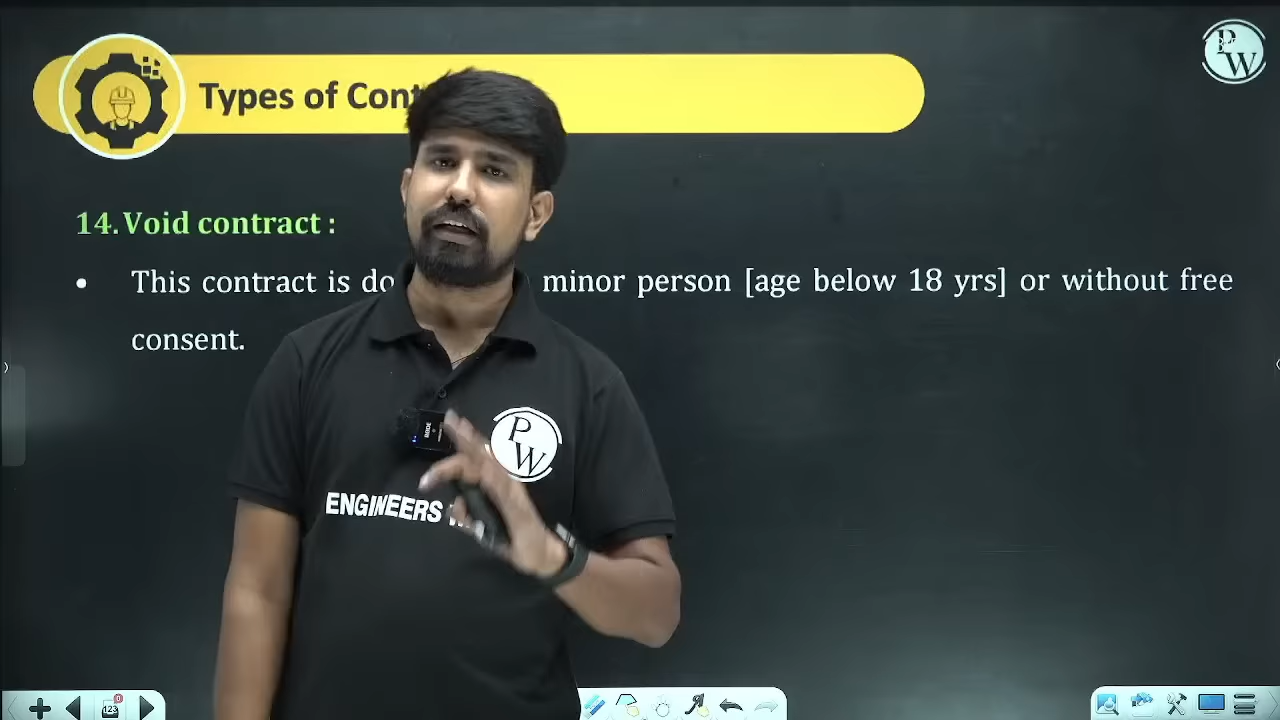 Types of Cont
P
W
14. Void contract :
• This contract is do minor person [age below 18 yrs] or without free
consent.
P
W
ENGINEERS
123